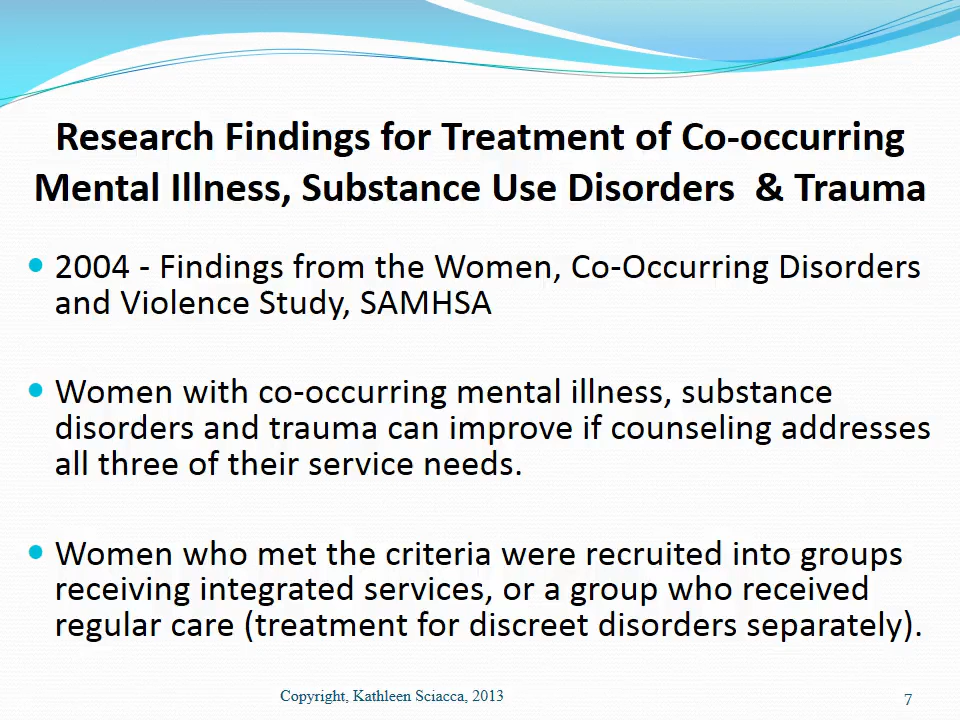 Research Findings for Treatment of Co-occurring
Mental Illness, Substance Use Disorders & Trauma
• 2004 - Findings from the Women, Co-Occurring Disorders
and Violence Study, SAMHSA
• Women with co-occurring mental illness, substance
disorders and trauma can improve if counseling addresses
all three of their service needs.
• Women who met the criteria were recruited into groups
receiving integrated services, or a group who received
regular care (treatment for discreet disorders separately).
Copyright, Kathleen Sciacca, 2013
7